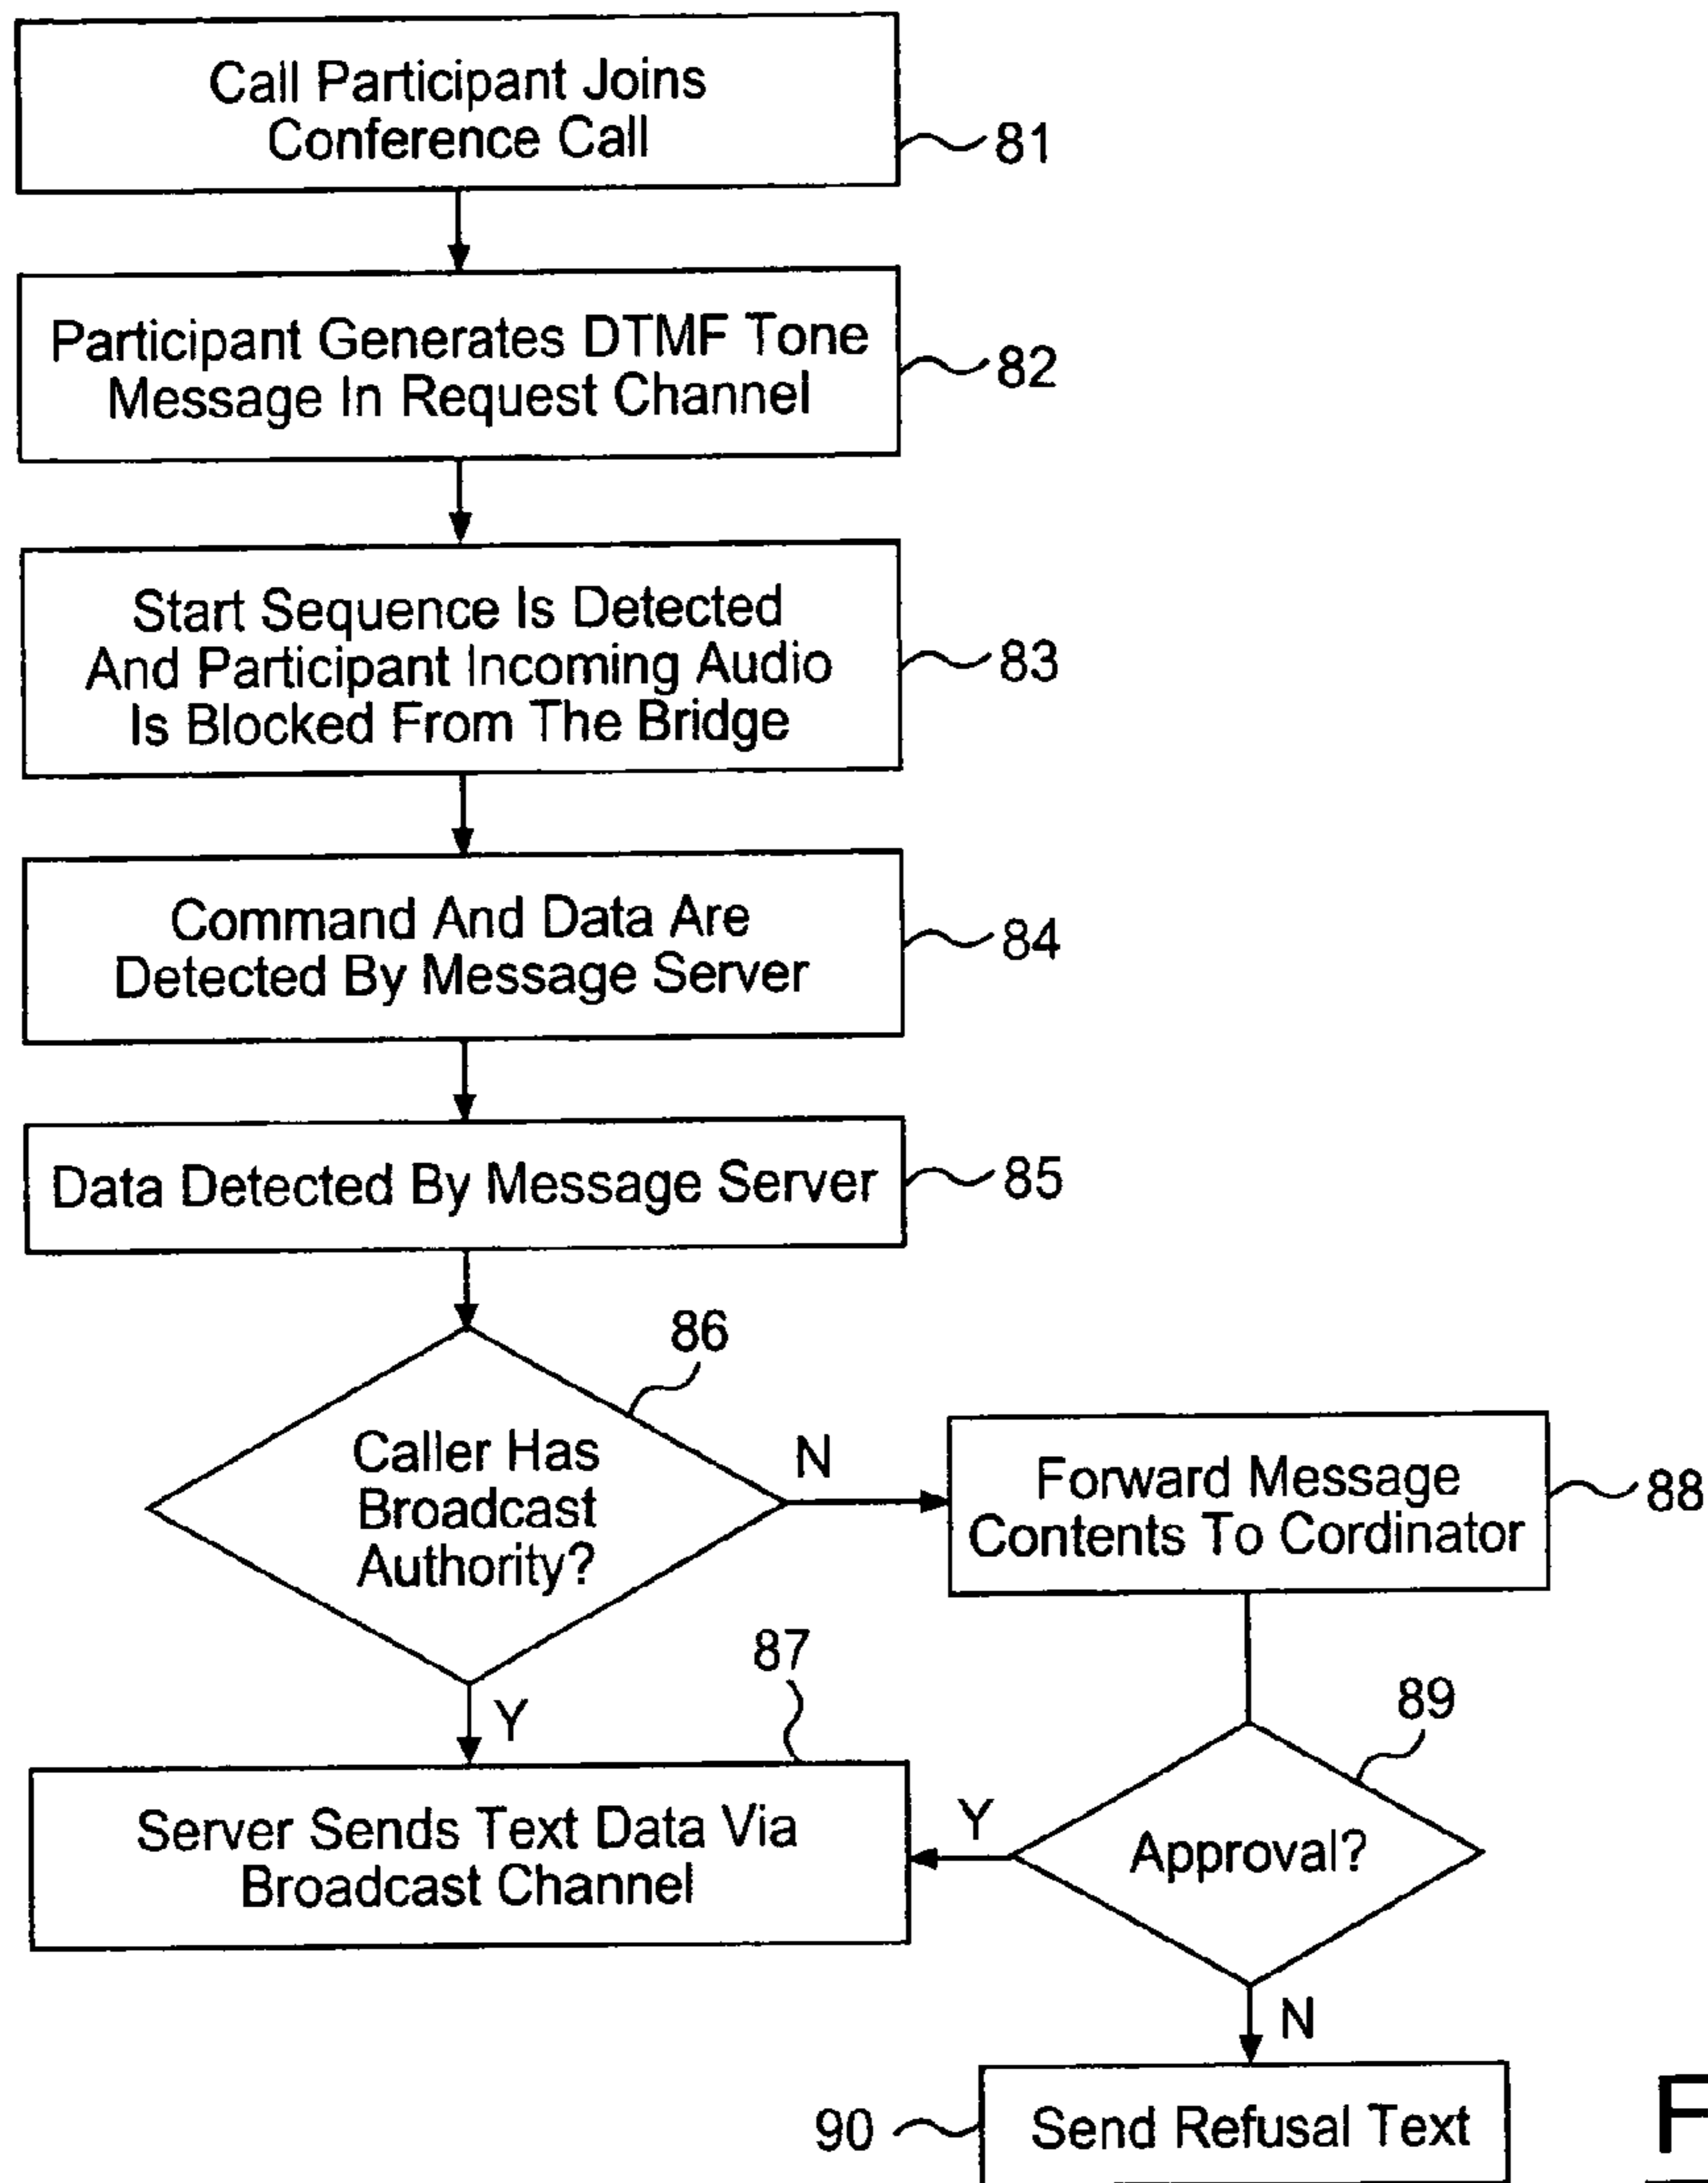 Call Participant Joins
Conference Call
81
Participant Generates DTMF Tone
Message In Request Channel
82
Start Sequence Is Detected
And Participant Incoming Audio
Is Blocked From The Bridge
83
Command And Data Are
Detected By Message Server
84
Data Detected By Message Server
85
86
Caller Has
Broadcast
Authority?
N
Forward Message
Contents To Cordinator
88
87
Y
89
Server Sends Text Data Via
Broadcast Channel
Y
Approval?
N
90
Send Refusal Text
F